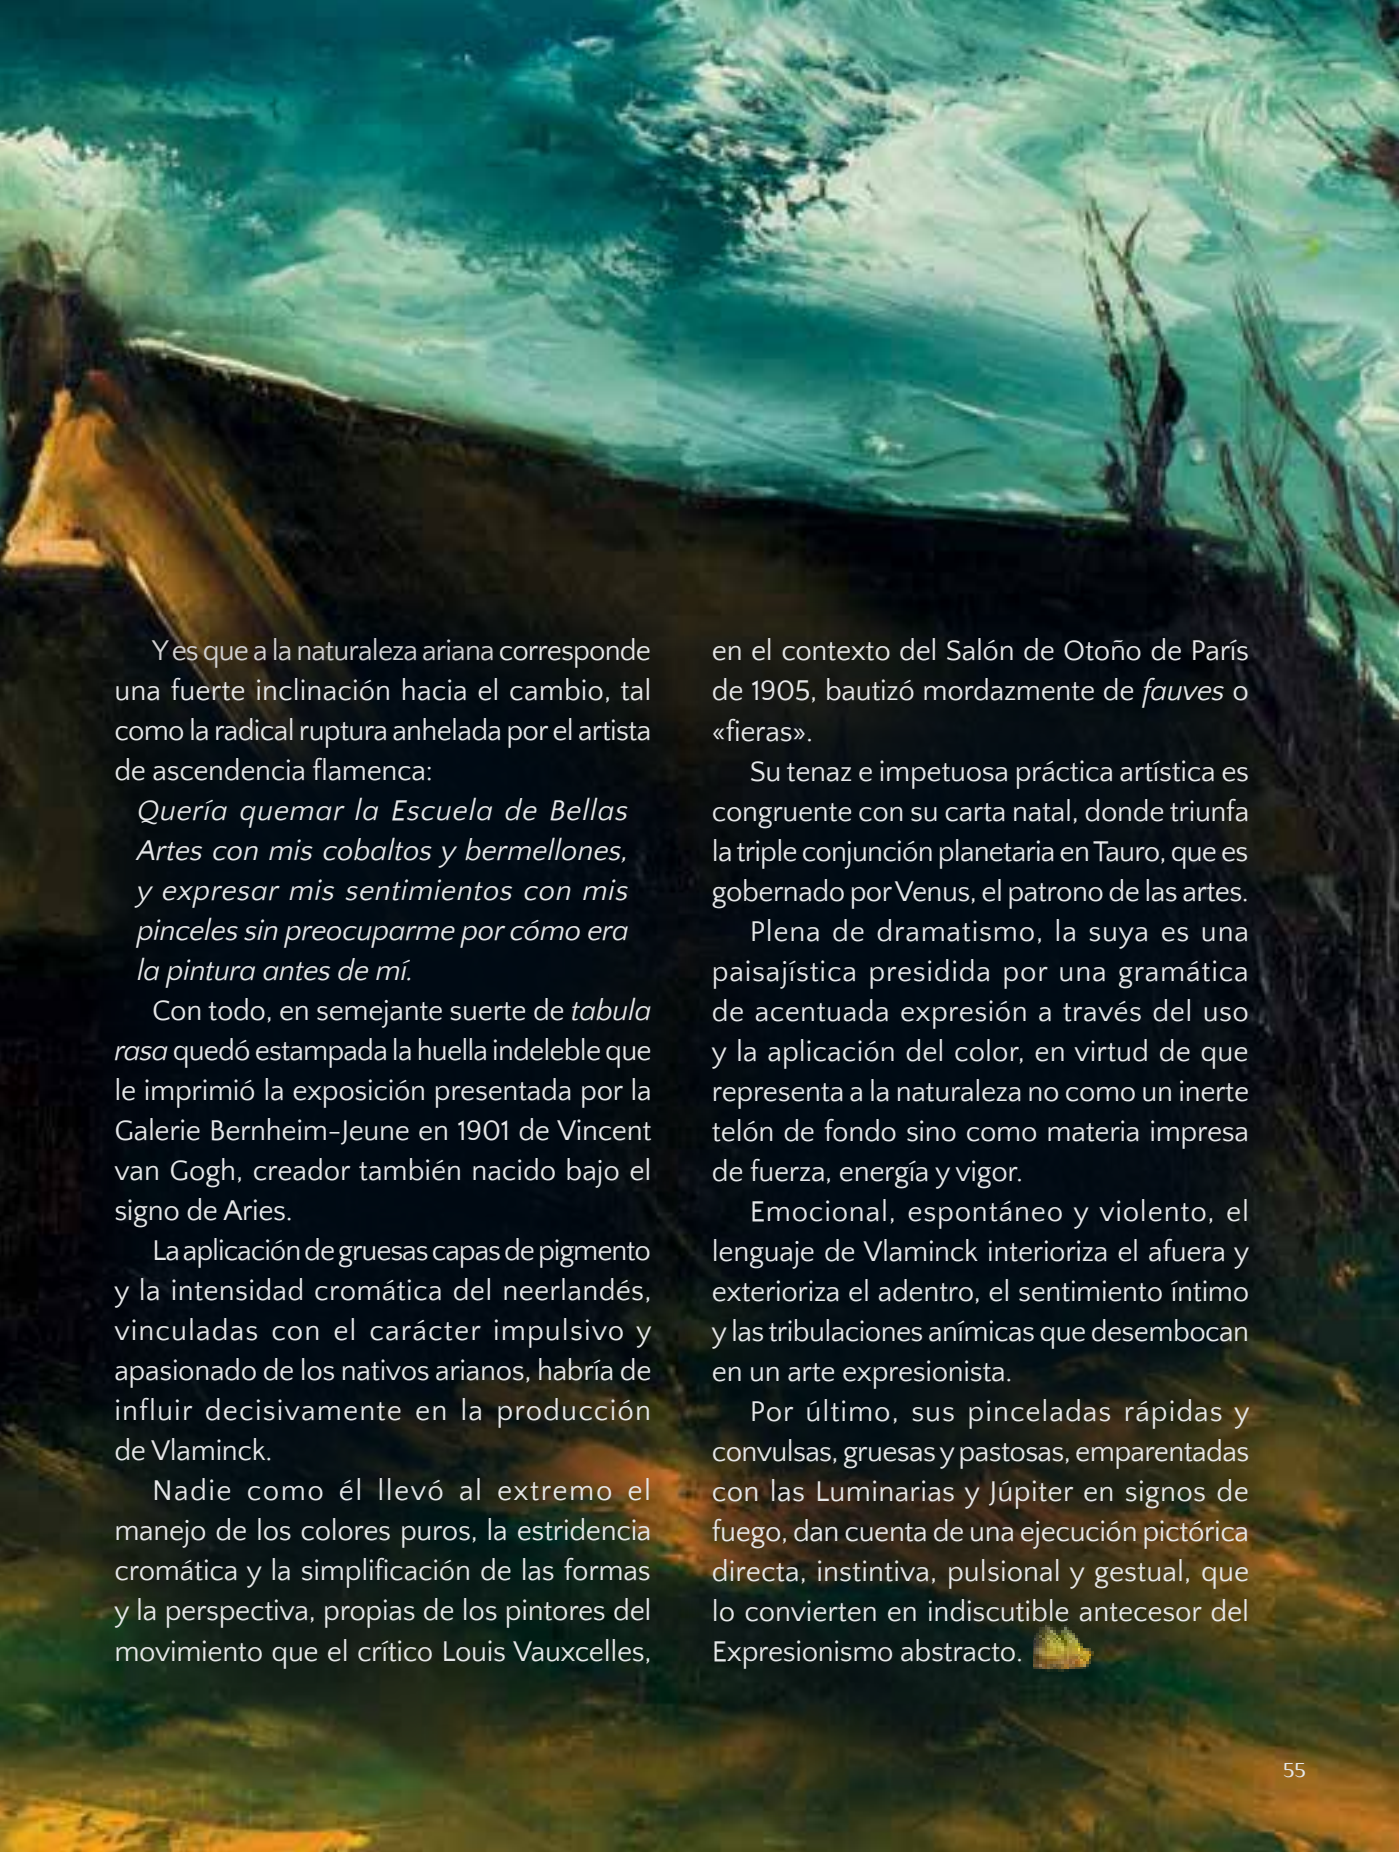 Y es que a la naturaleza ariana corresponde
una fuerte inclinación hacia el cambio, tal
como la radical ruptura anhelada por el artista
de ascendencia flamenca:
Quería quemar la Escuela de Bellas
Artes con mis cobaltos y bermellones,
y expresar mis sentimientos con mis
pinceles sin preocuparme por cómo era
la pintura antes de mí.
Con todo, en semejante suerte de tabula
rasa quedó estampada la huella indeleble que
le imprimió la exposición presentada por la
Galerie Bernheim-Jeune en 1901 de Vincent
van Gogh, creador también nacido bajo el
signo de Aries.
La aplicación de gruesas capas de pigmento
y la intensidad cromática del neerlandés,
vinculadas con el carácter impulsivo y
apasionado de los nativos arianos, habría de
influir decisivamente en la producción
de Vlaminck.
Nadie como él llevó al extremo el
manejo de los colores puros, la estridencia
cromática y la simplificación de las formas
y la perspectiva, propias de los pintores del
movimiento que el crítico Louis Vauxcelles,
en el contexto del Salón de Otoño de París
de 1905, bautizó mordazmente de fauves o
«fieras».
Su tenaz e impetuosa práctica artística es
congruente con su carta natal, donde triunfa
la triple conjunción planetaria en Tauro, que es
gobernado por Venus, el patrono de las artes.
Plena de dramatismo, la suya es una
paisajística presidida por una gramática
de acentuada expresión a través del uso
y la aplicación del color, en virtud de que
representa a la naturaleza no como un inerte
telón de fondo sino como materia impresa
de fuerza, energía y vigor.
Emocional, espontáneo y violento, el
lenguaje de Vlaminck interioriza el afuera y
exterioriza el adentro, el sentimiento íntimo
y las tribulaciones anímicas que desembocan
en un arte expresionista.
Por último, sus pinceladas rápidas y
convulsas, gruesas y pastosas, emparentadas
con las Luminarias y Júpiter en signos de
fuego, dan cuenta de una ejecución pictórica
directa, instintiva, pulsional y gestual, que
lo convierten en indiscutible antecesor del
Expresionismo abstracto.
55